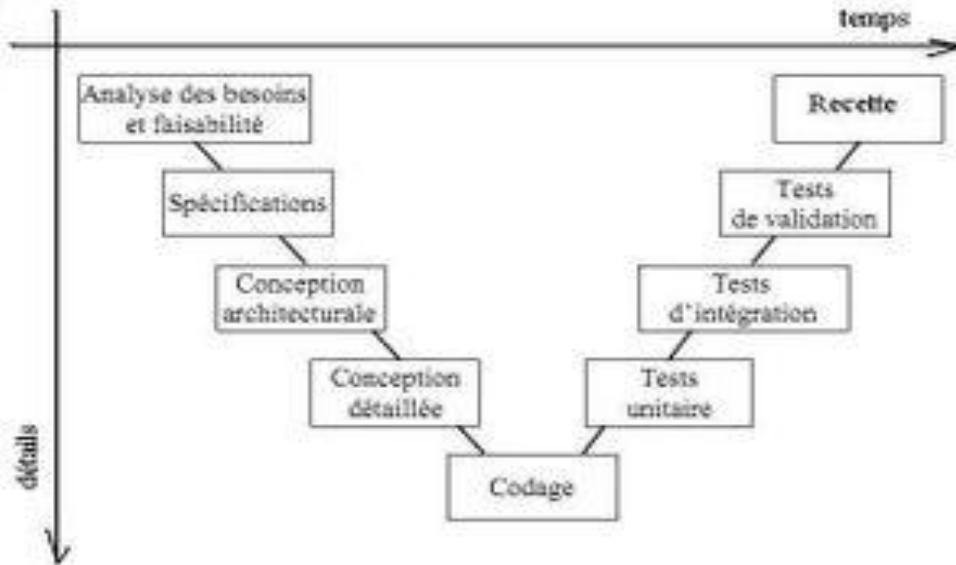 temps
Analyse des besoins
et faisabilité
Recette
Spécifications
Tests
de validation
Conception
architecturale
Tests
d'intégration
Conception
détaillée
Tests
unitaire
détails
Codage